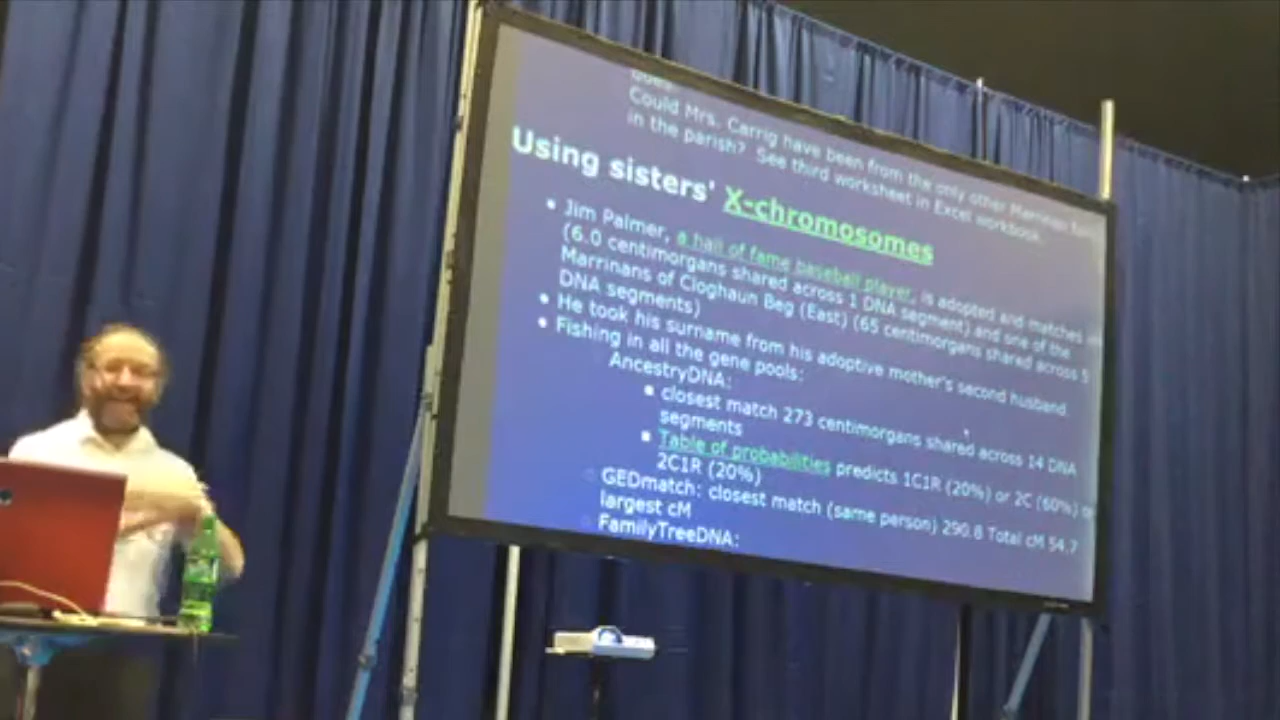 Could Mrs. Carrig have been from the only other Marrinan
in the parish? See third worksheet in Excel workbook.
Using sisters' X-chromosomes
• Jim Palmer, a hall of fame baseball player, is adopted and matches
(6.0 centimorgans shared across 1 DNA segment) and one of the
Marrinans of Cloghaun Beg (East) (65 centimorgans shared across 5
DNA segments)
• He took his surname from his adoptive mother's second husband.
• Fishing in all the gene pools:
AncestryDNA:
▪ closest match 273 centimorgans shared across 14 DNA
segments
▪ Table of probabilities predicts 1C1R (20%) or 2C (60%) or
2C1R (20%)
GEDmatch: closest match (same person) 290.8 Total cM 54.7
largest cM
FamilyTreeDNA: